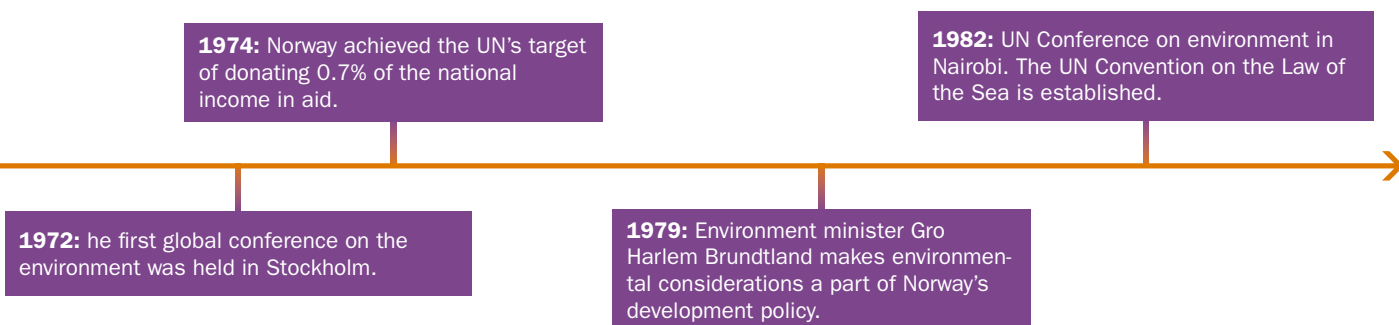 1974: Norway achieved the UN's target
of donating 0.7% of the national
income in aid.
1982: UN Conference on environment in
Nairobi. The UN Convention on the Law of
the Sea is established.
1972: he first global conference on the
environment was held in Stockholm.
1979: Environment minister Gro
Harlem Brundtland makes environmen-
tal considerations a part of Norway's
development policy.